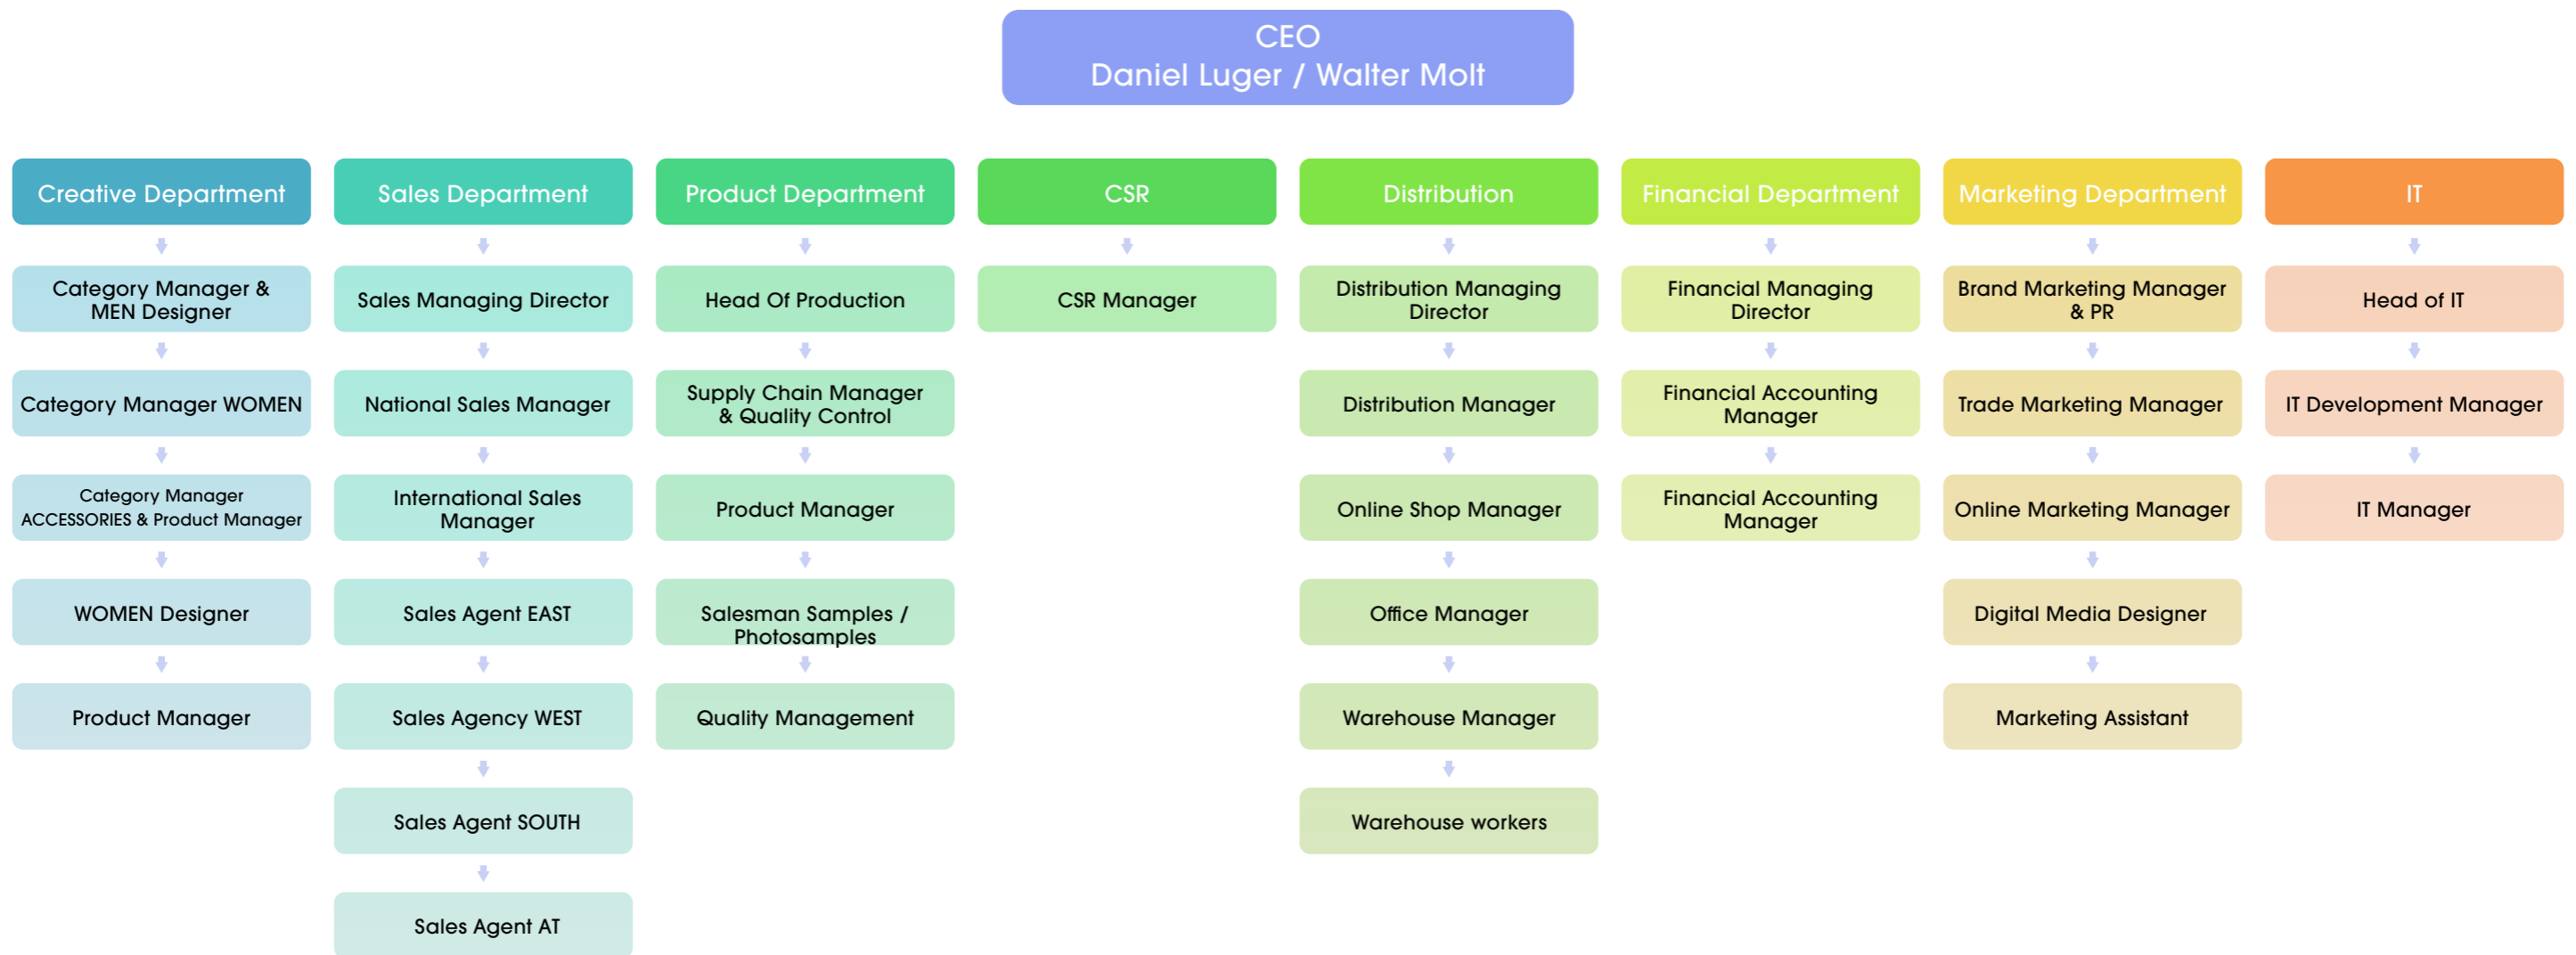 CEO
Daniel Luger / Walter Molt
Creative Department
Category Manager &
MEN Designer
Category Manager WOMEN
Category Manager
ACCESSORIES & Product Manager
WOMEN Designer
Product Manager
Sales Department
Sales Managing Director
National Sales Manager
International Sales
Manager
Sales Agent EAST
Sales Agency WEST
Sales Agent SOUTH
Sales Agent AT
Product Department
Head Of Production
Supply Chain Manager
& Quality Control
Product Manager
Salesman Samples /
Photosamples
Quality Management
CSR
CSR Manager
Distribution
Distribution Managing
Director
Distribution Manager
Online Shop Manager
Office Manager
Warehouse Manager
Warehouse workers
Financial Department
Financial Managing
Director
Financial Accounting
Manager
Financial Accounting
Manager
Marketing Department
Brand Marketing Manager
& PR
Trade Marketing Manager
Online Marketing Manager
Digital Media Designer
Marketing Assistant
IT
Head of IT
IT Development Manager
IT Manager